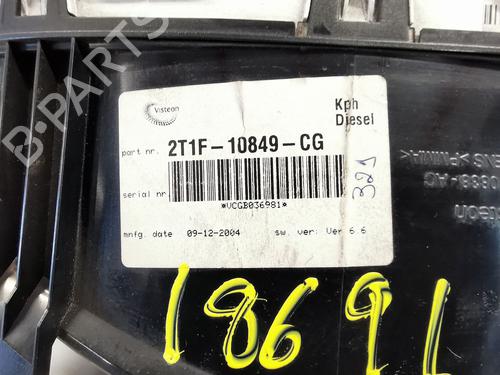 Visteon
Kph
Diesel
part nr. 2T1F-10849-CG
serial nr.
*VCGB036981*
mnfg. date 09-12-2004 sw. ver: Ver 6.6
321
B-PARTS
18691